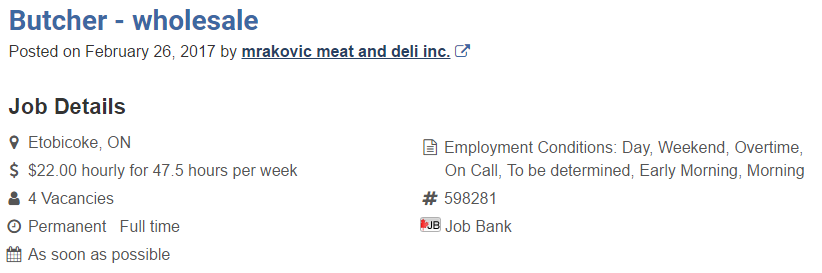 Butcher - wholesale
Posted on February 26, 2017 by mrakovic meat and deli inc.
Job Details
Etobicoke, ON
$22.00 hourly for 47.5 hours per week
4 Vacancies
Permanent Full time
As soon as possible
Employment Conditions: Day, Weekend, Overtime,
On Call, To be determined, Early Morning, Morning
# 598281
JB Job Bank